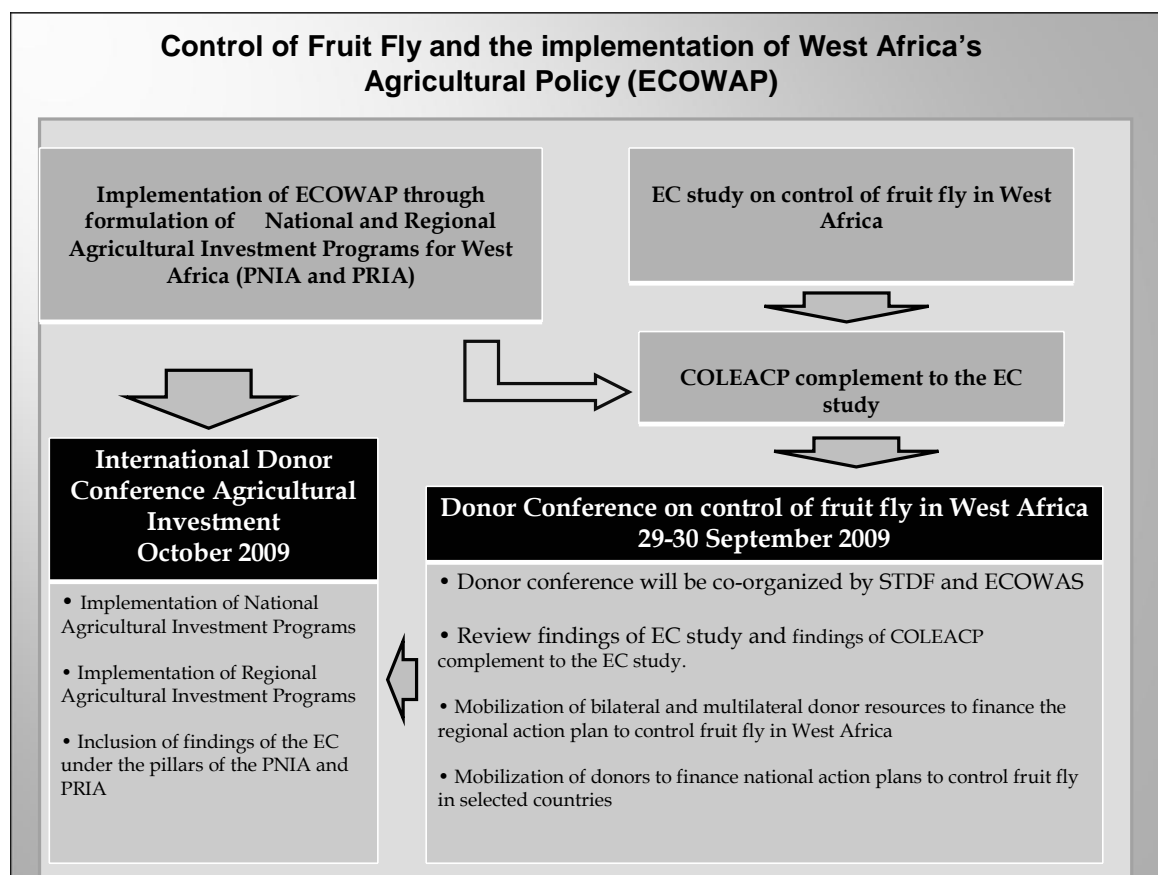 Control of Fruit Fly and the implementation of West Africa's
Agricultural Policy (ECOWAP)
Implementation of ECOWAP through
formulation of National and Regional
Agricultural Investment Programs for West
Africa (PNIA and PRIA)
EC study on control of fruit fly in West
Africa
COLEACP complement to the EC
study
International Donor
Conference Agricultural
Investment
October 2009
• Implementation of National
Agricultural Investment Programs
• Implementation of Regional
Agricultural Investment Programs
• Inclusion of findings of the EC
under the pillars of the PNIA and
PRIA
Donor Conference on control of fruit fly in West Africa
29-30 September 2009
• Donor conference will be co-organized by STDF and ECOWAS
• Review findings of EC study and findings of COLEACP
complement to the EC study.
• Mobilization of bilateral and multilateral donor resources to finance the
regional action plan to control fruit fly in West Africa
• Mobilization of donors to finance national action plans to control fruit fly
in selected countries